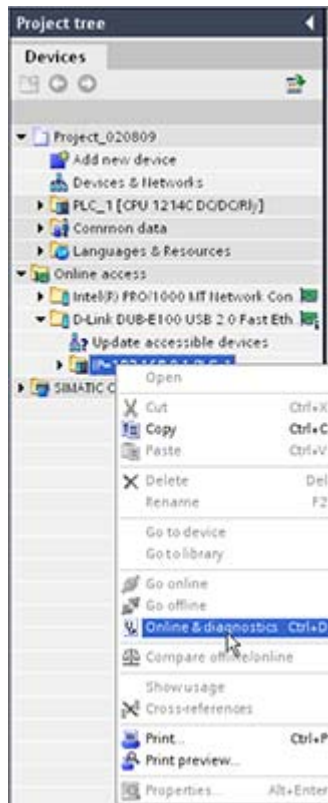 Project tree
Devices
Project_020809
Add new device
Devices & Networks
PLC_1 [CPU 1214C DC/DC/Rly]
Common data
Languages & Resources
Online access
Intel(R) PRO/1000 MT Network Con
D-Link DUB-E100 USB 2.0 Fast Eth
Update accessible devices
SIMATIC C
Open
Cut Ctrl+X
Copy Ctrl+C
Paste Ctrl+V
Delete Del
Rename F2
Go to device
Go to library
Go online
Go offline
Online & diagnostics Ctrl+D
Compare offline/online
Show usage
Cross-references
Print... Ctrl+P
Print preview...
Properties... Alt+Enter